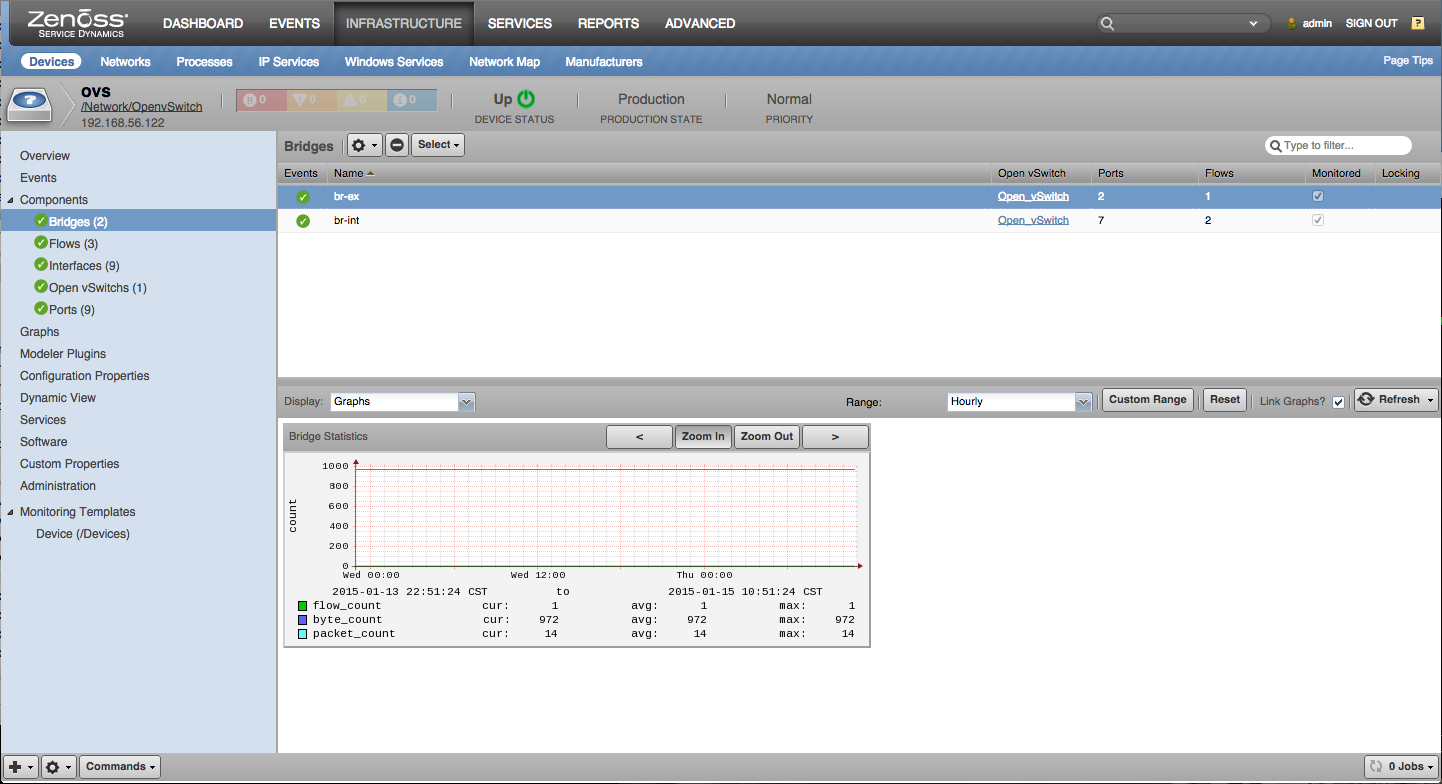 Zenoss® DASHBOARD EVENTS INFRASTRUCTURE SERVICES REPORTS ADVANCED admin SIGN OUT ?
SERVICE DYNAMICS
Devices Networks Processes IP Services Windows Services Network Map Manufacturers Page Tips
ovs
/Network/OpenvSwitch
192.168.56.122
0 0 0 0
Up
DEVICE STATUS
Production
PRODUCTION STATE
Normal
PRIORITY
Overview
Events
Components
Bridges (2)
Flows (3)
Interfaces (9)
Open vSwitchs (1)
Ports (9)
Graphs
Modeler Plugins
Configuration Properties
Dynamic View
Services
Software
Custom Properties
Administration
Monitoring Templates
Device (/Devices)
Bridges Select Type to filter...
Events Name Open vSwitch Ports Flows Monitored Locking
br-ex Open_vSwitch 2 1
br-int Open_vSwitch 7 2
Display: Graphs Range: Hourly Custom Range Reset Link Graphs? Refresh
Bridge Statistics < Zoom In Zoom Out >
count
1000
800
600
400
200
0
Wed 00:00 Wed 12:00 Thu 00:00
2015-01-13 22:51:24 CST to 2015-01-15 10:51:24 CST
flow_count cur: 1 avg: 1 max: 1
byte_count cur: 972 avg: 972 max: 972
packet_count cur: 14 avg: 14 max: 14
Commands 0 Jobs